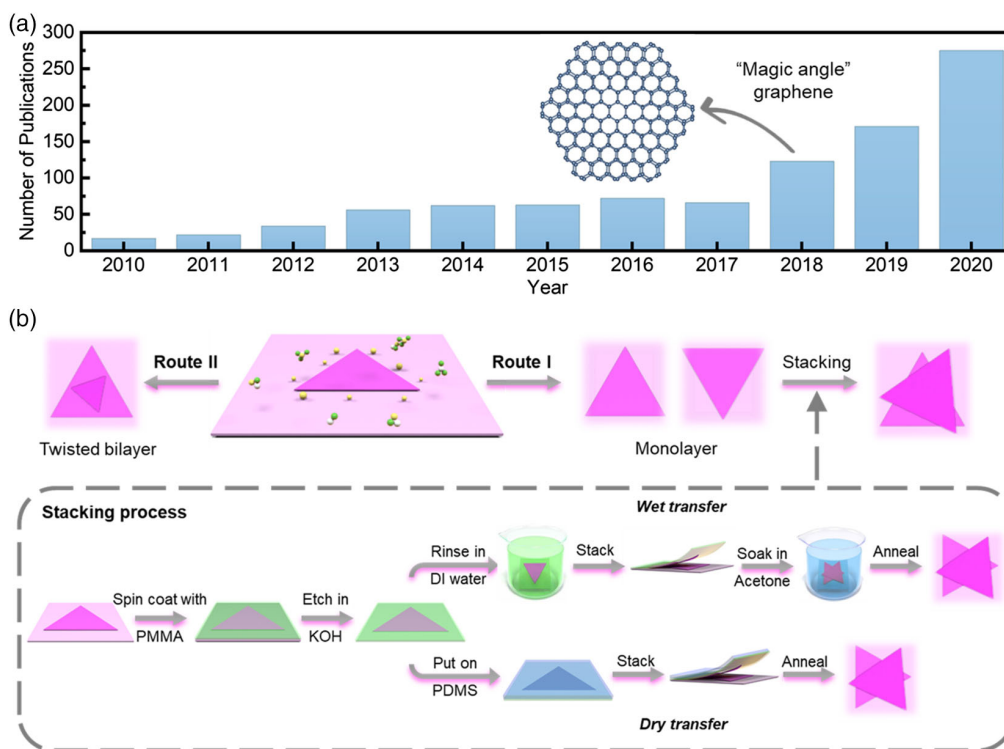 (a)
Number of Publications
300
250
200
150
100
50
0
"Magic angle"
graphene
2010 2011 2012 2013 2014 2015 2016 2017 2018 2019 2020
Year
(b)
Route II
Route I
Stacking
Twisted bilayer
Monolayer
Stacking process
Wet transfer
Rinse in
DI water
Stack
Soak in
Acetone
Anneal
Spin coat with
PMMA
Etch in
KOH
Put on
PDMS
Stack
Anneal
Dry transfer